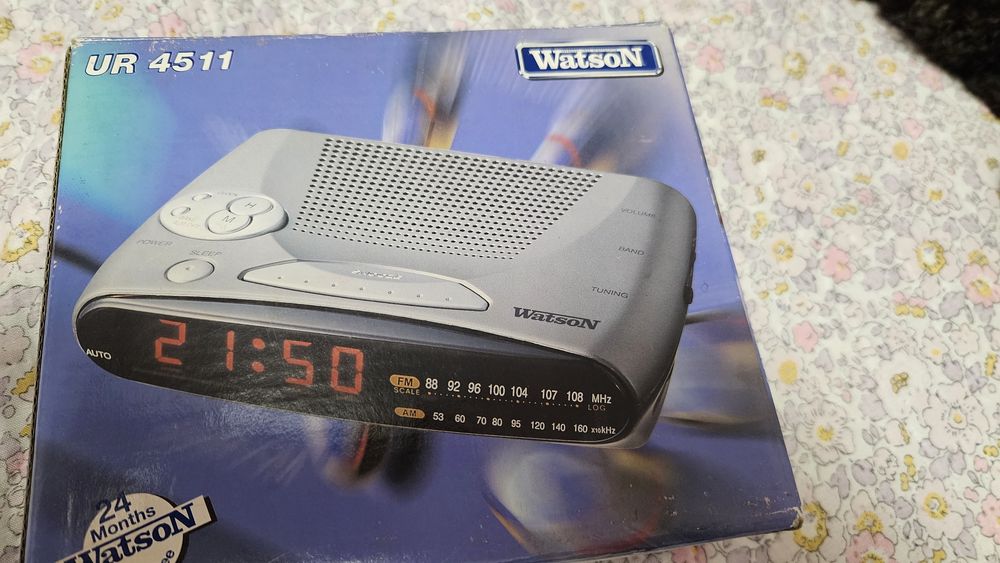 UR 4511
WatsoN
H
M
POWER
SLEEP
VOLUME
BAND
TUNING
WatsoN
AUTO
21:50
FM 88 92 96 100 104 107 108 MHz
SCALE LOG
AM 53 60 70 80 95 120 140 160 x10kHz
24
Months
WatsoN